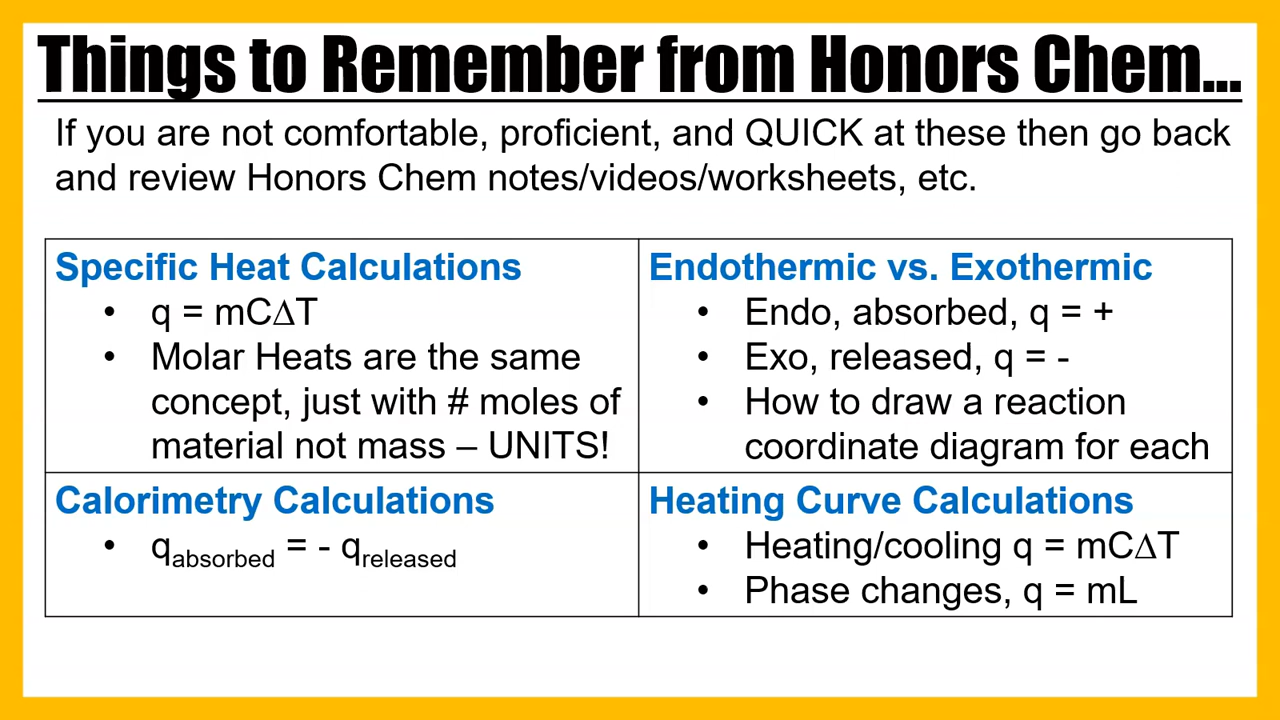 Things to Remember from Honors Chem...
If you are not comfortable, proficient, and QUICK at these then go back
and review Honors Chem notes/videos/worksheets, etc.
Specific Heat Calculations
• q = mC∆T
• Molar Heats are the same
concept, just with # moles of
material not mass – UNITS!
Endothermic vs. Exothermic
• Endo, absorbed, q = +
• Exo, released, q = -
• How to draw a reaction
coordinate diagram for each
Calorimetry Calculations
• qabsorbed = - qreleased
Heating Curve Calculations
• Heating/cooling q = mC∆T
• Phase changes, q = mL